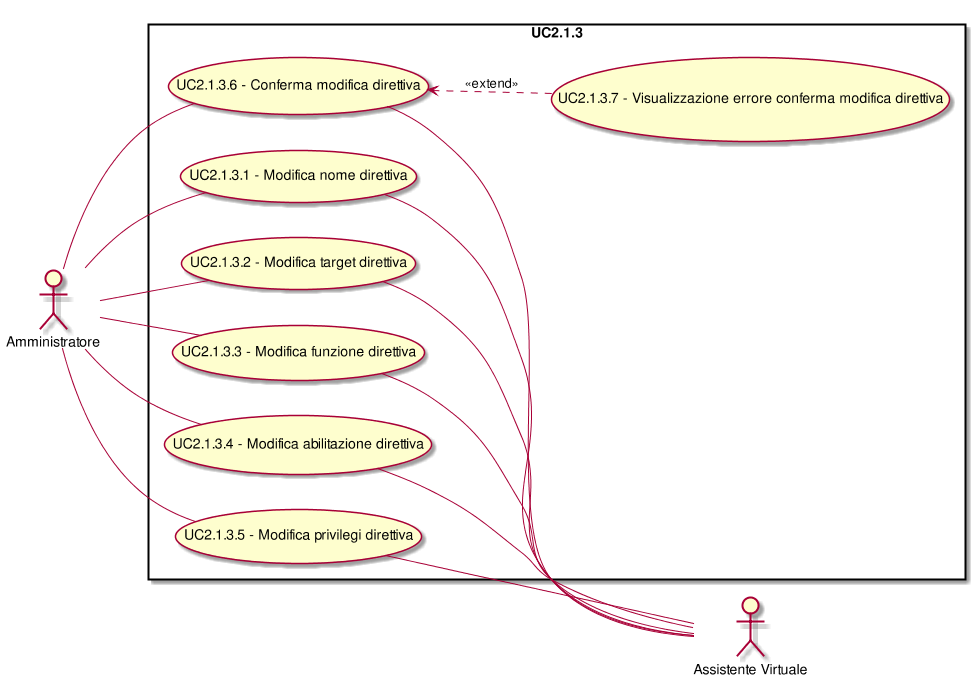 UC2.1.3
UC2.1.3.6 - Conferma modifica direttiva
«extend»
UC2.1.3.7 - Visualizzazione errore conferma modifica direttiva
UC2.1.3.1 - Modifica nome direttiva
UC2.1.3.2 - Modifica target direttiva
Amministratore
UC2.1.3.3 - Modifica funzione direttiva
UC2.1.3.4 - Modifica abilitazione direttiva
UC2.1.3.5 - Modifica privilegi direttiva
Assistente Virtuale